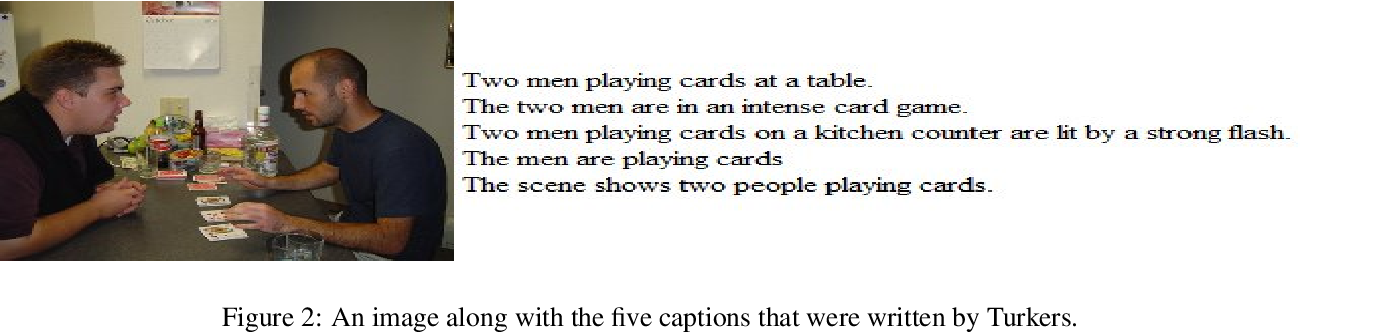 October
Two men playing cards at a table.
The two men are in an intense card game.
Two men playing cards on a kitchen counter are lit by a strong flash.
The men are playing cards
The scene shows two people playing cards.
Figure 2: An image along with the five captions that were written by Turkers.